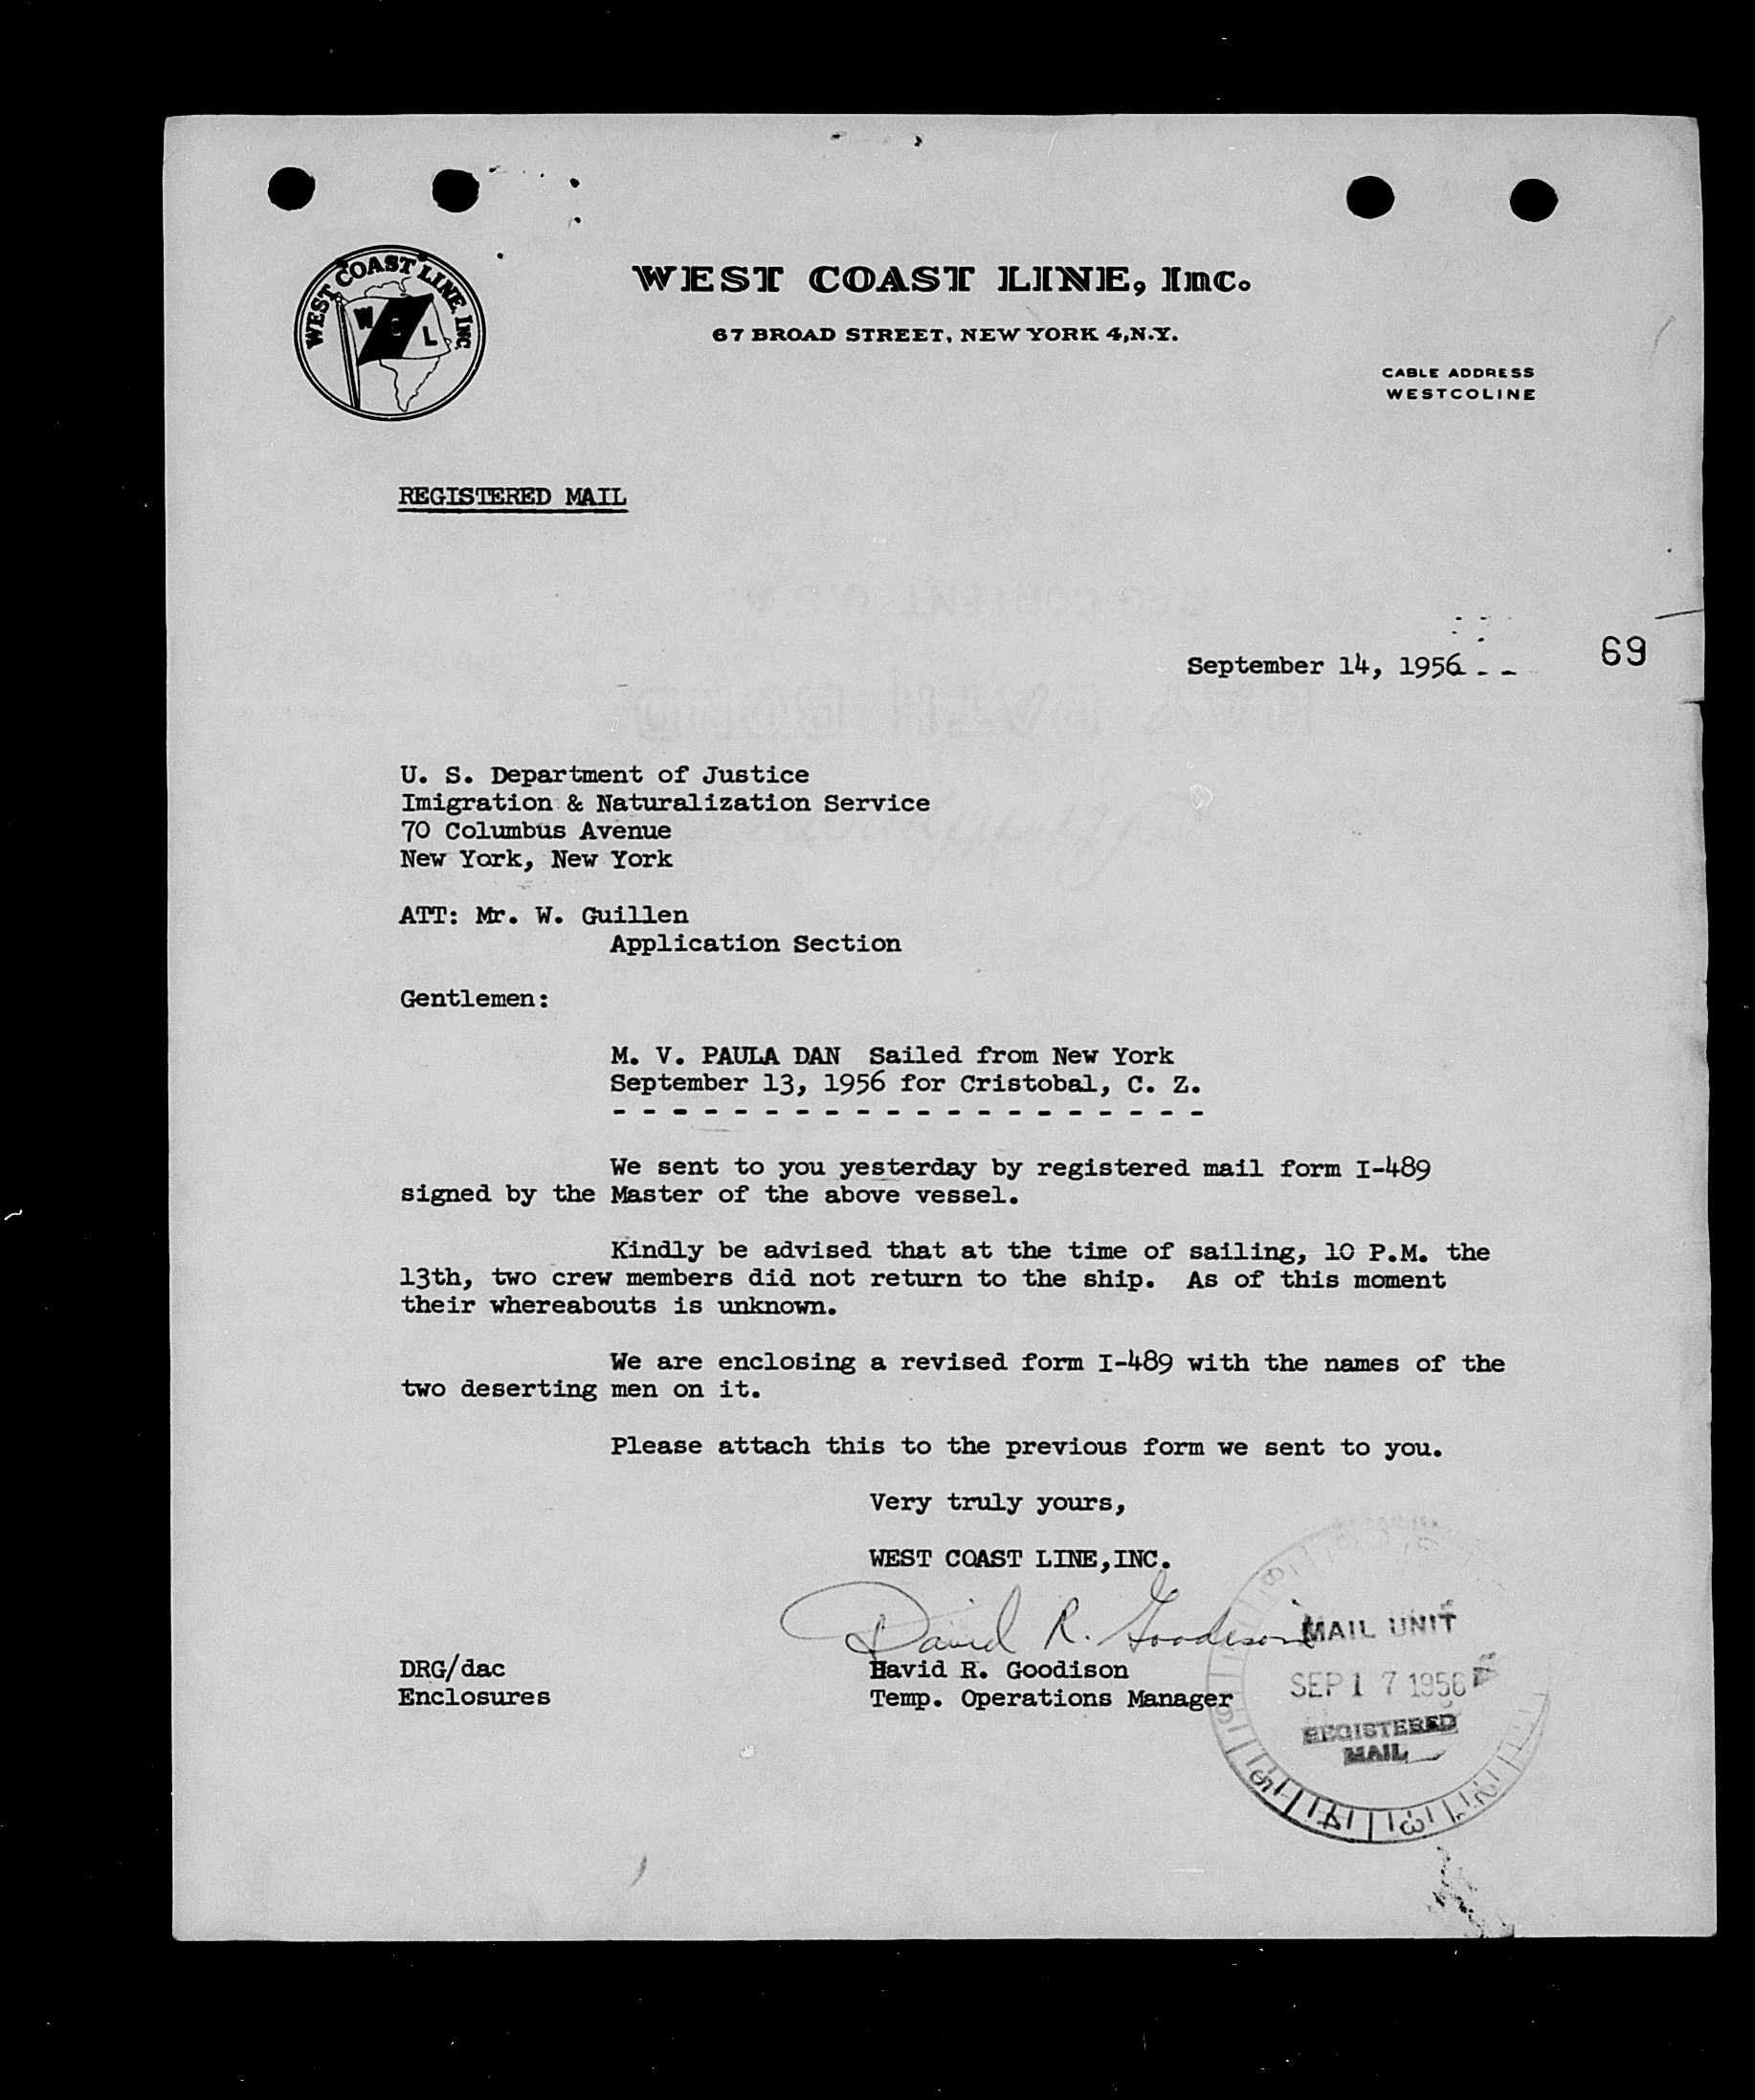 WEST COAST LINE, INC.
W C L
WEST COAST LINE, Inc.
67 BROAD STREET, NEW YORK 4,N.Y.
CABLE ADDRESS
WESTCOLINE
REGISTERED MAIL
69
September 14, 1956
U. S. Department of Justice
Imigration & Naturalization Service
70 Columbus Avenue
New York, New York
ATT: Mr. W. Guillen
Application Section
Gentlemen:
M. V. PAULA DAN Sailed from New York
September 13, 1956 for Cristobal, C. Z.
- - - - - - - - - - - - - - - - - - - -
We sent to you yesterday by registered mail form I-489
signed by the Master of the above vessel.
Kindly be advised that at the time of sailing, 10 P.M. the
13th, two crew members did not return to the ship. As of this moment
their whereabouts is unknown.
We are enclosing a revised form I-489 with the names of the
two deserting men on it.
Please attach this to the previous form we sent to you.
Very truly yours,
WEST COAST LINE,INC.
David R. Goodison
DRG/dac
Enclosures
David R. Goodison
Temp. Operations Manager
MAIL UNIT
SEP 17 1956
REGISTERED
MAIL